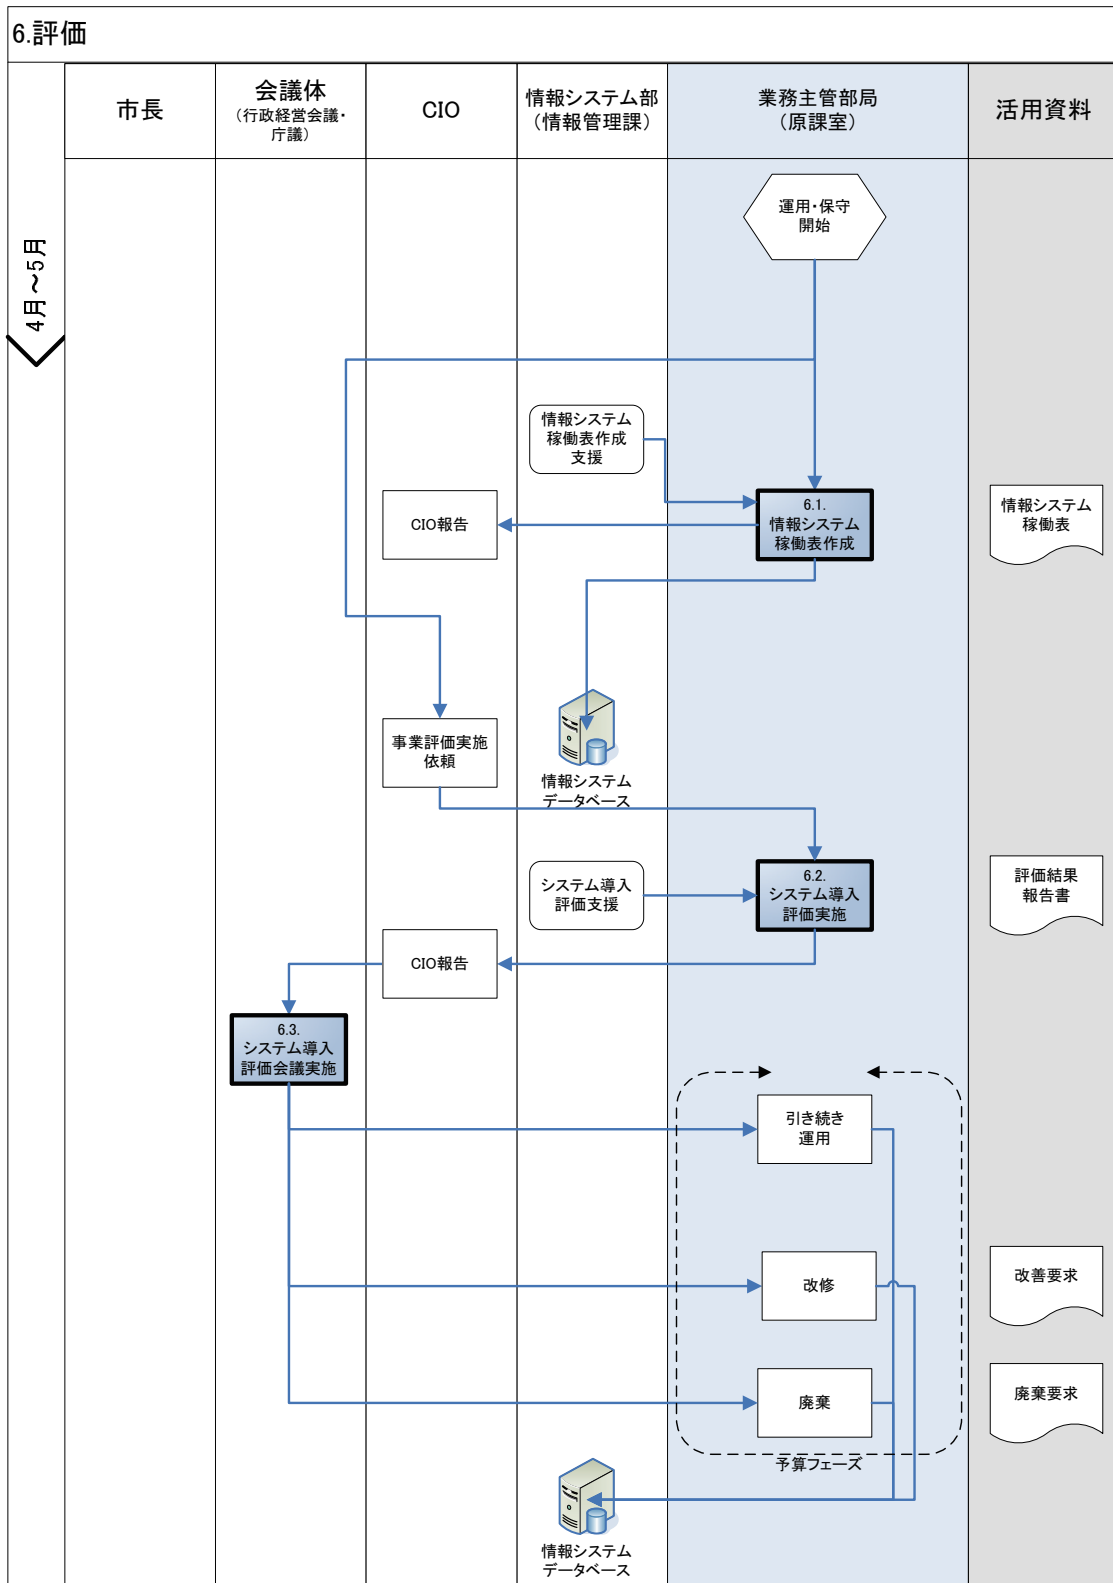 6.評価
市長
会議体
（行政経営会議・
庁議）
CIO
情報システム部
（情報管理課）
業務主管部局
（原課室）
活用資料
4月～5月
運用・保守
開始
情報システム
稼働表作成
支援
CIO報告
6.1.
情報システム
稼働表作成
情報システム
稼働表
事業評価実施
依頼
情報システム
データベース
システム導入
評価支援
6.2.
システム導入
評価実施
評価結果
報告書
CIO報告
6.3.
システム導入
評価会議実施
引き続き
運用
改修
改善要求
廃棄
廃棄要求
予算フェーズ
情報システム
データベース